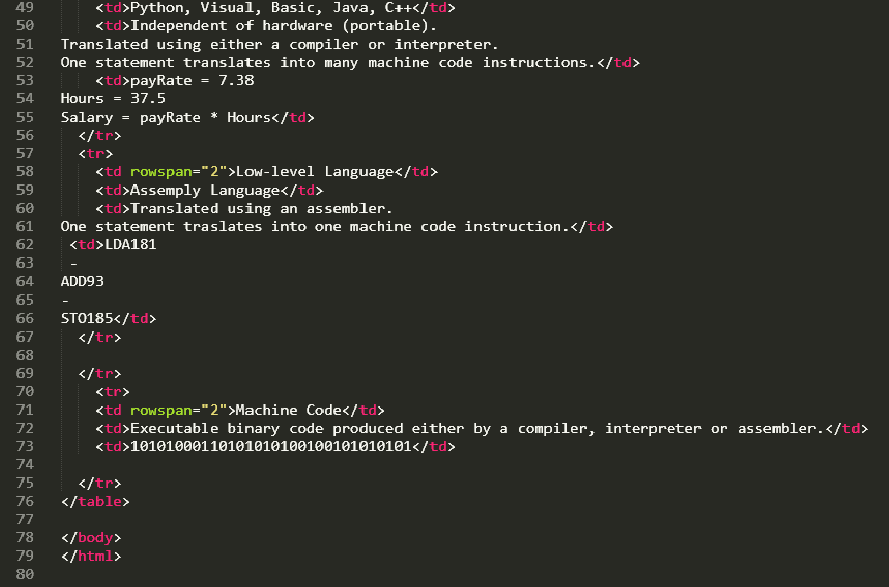 49 <td>Python, Visual, Basic, Java, C++</td>
50 <td>Independent of hardware (portable).
51 Translated using either a compiler or interpreter.
52 One statement translates into many machine code instructions.</td>
53 <td>payRate = 7.38
54 Hours = 37.5
55 Salary = payRate * Hours</td>
56 </tr>
57 <tr>
58 <td rowspan="2">Low-level Language</td>
59 <td>Assemply Language</td>
60 <td>Translated using an assembler.
61 One statement traslates into one machine code instruction.</td>
62 <td>LDA181
63 -
64 ADD93
65 -
66 STO185</td>
67 </tr>
68
69 </tr>
70 <tr>
71 <td rowspan="2">Machine Code</td>
72 <td>Executable binary code produced either by a compiler, interpreter or assembler.</td>
73 <td>10101000110101010100100101010101</td>
74
75 </tr>
76 </table>
77
78 </body>
79 </html>
80